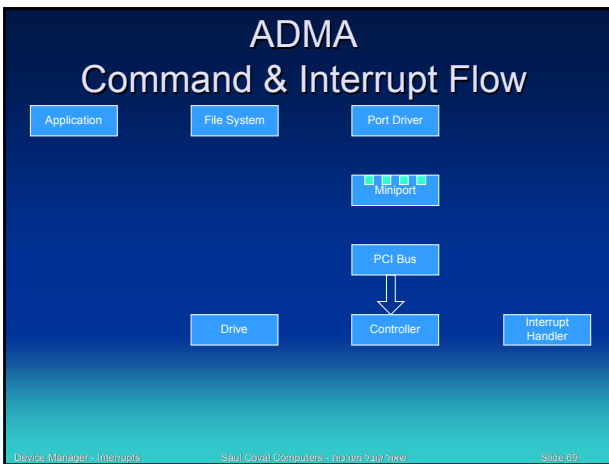 ADMA
Command & Interrupt Flow
Application
File System
Port Driver
Miniport
PCI Bus
Drive
Controller
Interrupt
Handler
Device Manager - Interrupts
Saul Coval Computers - שאול קובל מערכות
Slide 69